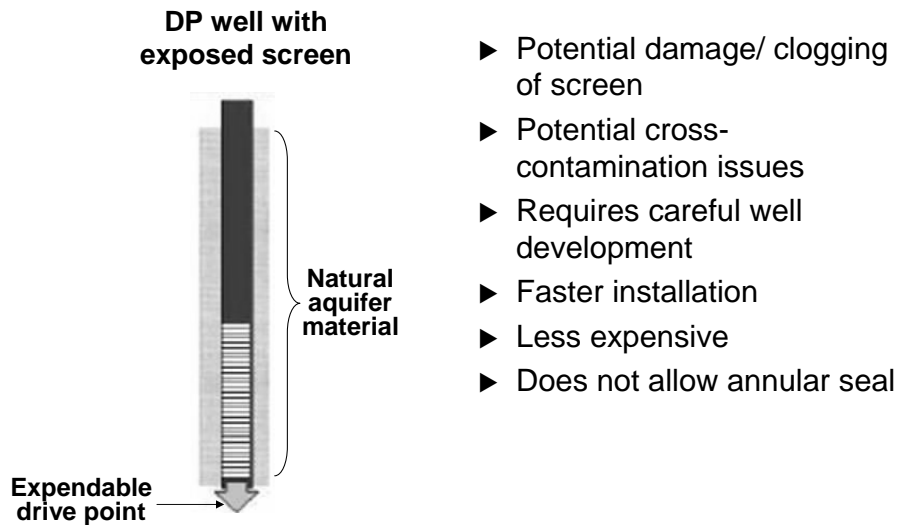 DP well with
exposed screen
Natural
aquifer
material
Expendable
drive point
► Potential damage/ clogging
of screen
► Potential cross-
contamination issues
► Requires careful well
development
► Faster installation
► Less expensive
► Does not allow annular seal